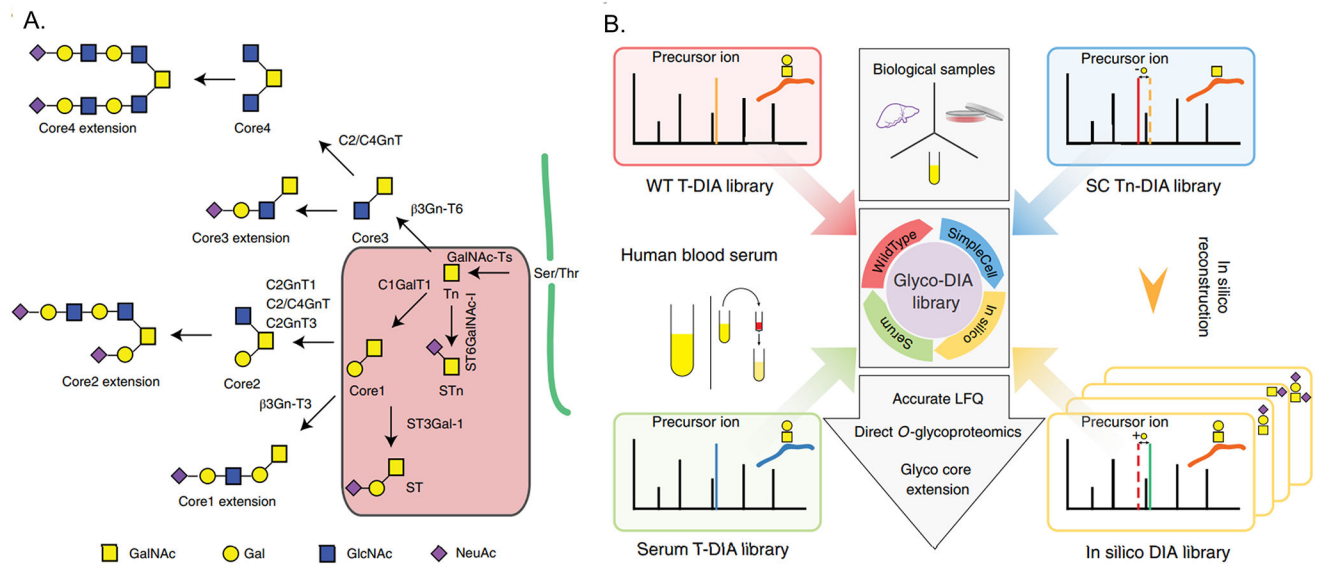 A.
Core4 extension
Core4
C2/C4GnT
β3Gn-T6
Core3 extension
Core3
GalNAc-Ts
Ser/Thr
Tn
C1GalT1
ST6GalNAc-I
C2GnT1
C2/C4GnT
C2GnT3
Core2 extension
Core2
Core1
STn
β3Gn-T3
ST3Gal-1
ST
Core1 extension
GalNAc
Gal
GlcNAc
NeuAc
B.
Precursor ion
WT T-DIA library
Biological samples
Precursor ion
-
SC Tn-DIA library
Human blood serum
WildType
SimpleCell
In silico
Serum
Glyco-DIA
library
In silico
reconstruction
Accurate LFQ
Direct O-glycoproteomics
Glyco core
extension
Precursor ion
Serum T-DIA library
Precursor ion
+
In silico DIA library